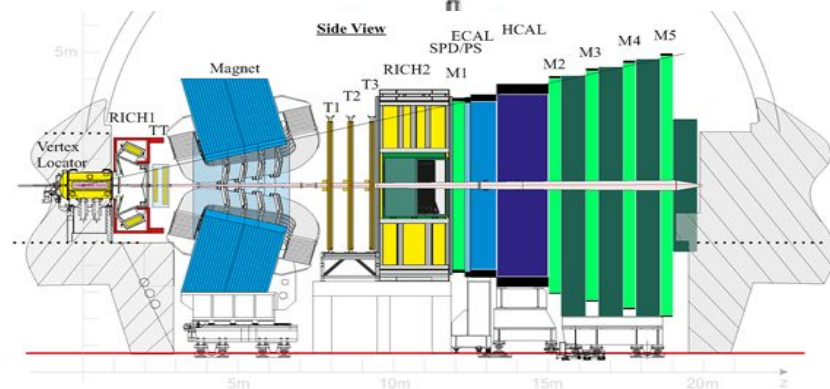 Side View
ECAL HCAL
SPD/PS
M4 M5
M3
M2
RICH2 M1
Magnet
T3
T2
T1
RICH1
TT
Vertex
Locator
5m
5m
10m
15m
20m
z